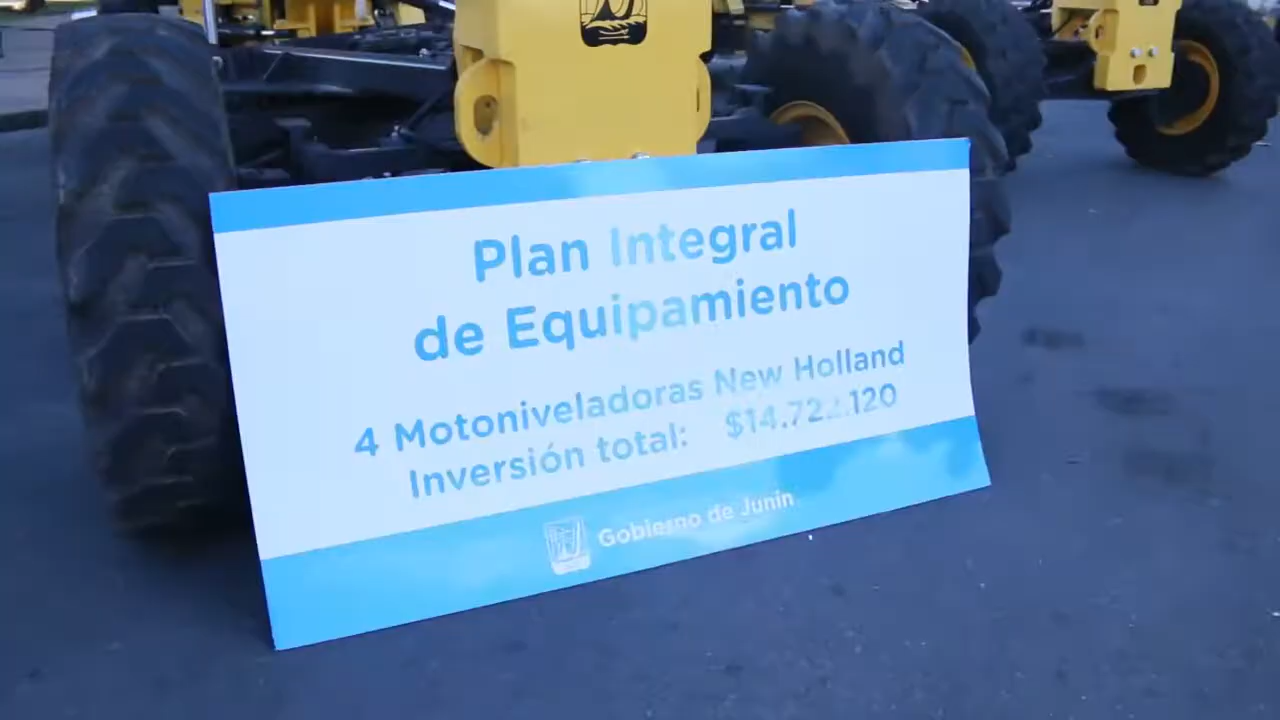 Plan Integral
de Equipamiento
4 Motoniveladoras New Holland
Inversión total:
Gobierno de Junín